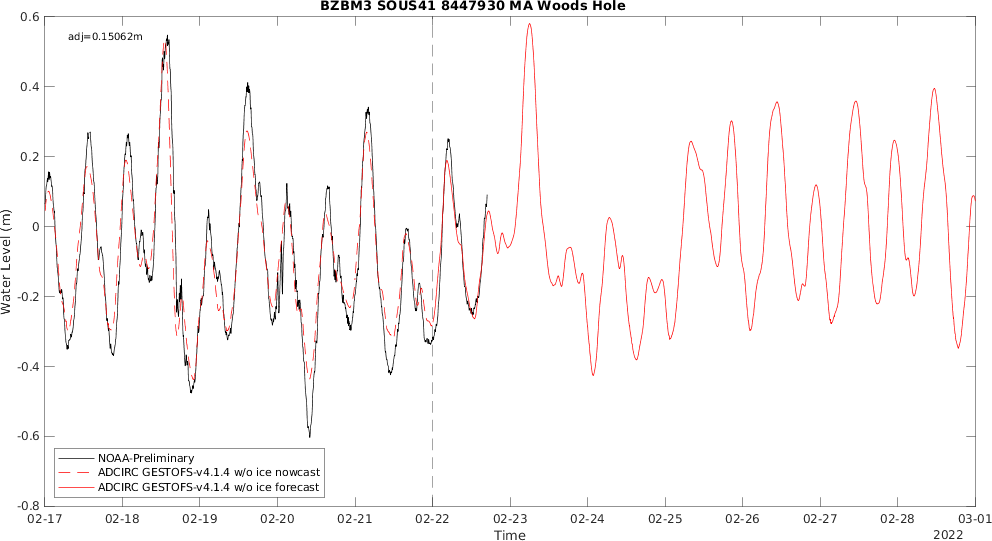 BZBM3 SOUS41 8447930 MA Woods Hole
adj=0.15062m
0.6
0.4
0.2
0
-0.2
-0.4
-0.6
-0.8
Water Level (m)
NOAA-Preliminary
ADCIRC GESTOFS-v4.1.4 w/o ice nowcast
ADCIRC GESTOFS-v4.1.4 w/o ice forecast
02-17 02-18 02-19 02-20 02-21 02-22 02-23 02-24 02-25 02-26 02-27 02-28 03-01
Time
2022